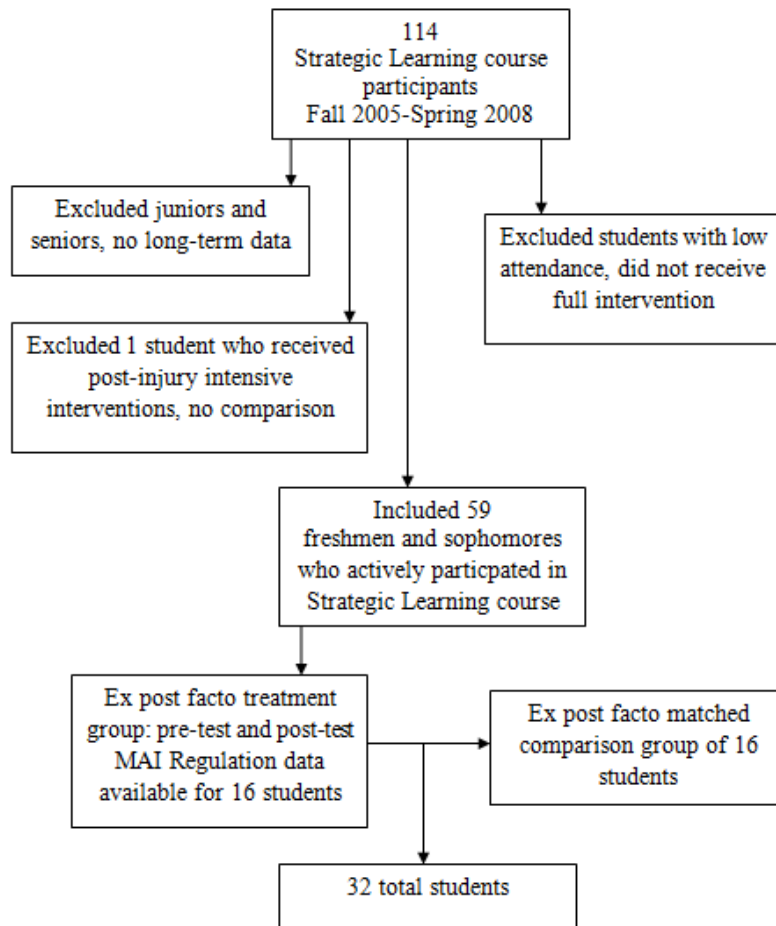 114
Strategic Learning course
participants
Fall 2005-Spring 2008
Excluded juniors and
seniors, no long-term data
Excluded students with low
attendance, did not receive
full intervention
Excluded 1 student who received
post-injury intensive
interventions, no comparison
Included 59
freshmen and sophomores
who actively particpated in
Strategic Learning course
Ex post facto treatment
group: pre-test and post-test
MAI Regulation data
available for 16 students
Ex post facto matched
comparison group of 16
students
32 total students